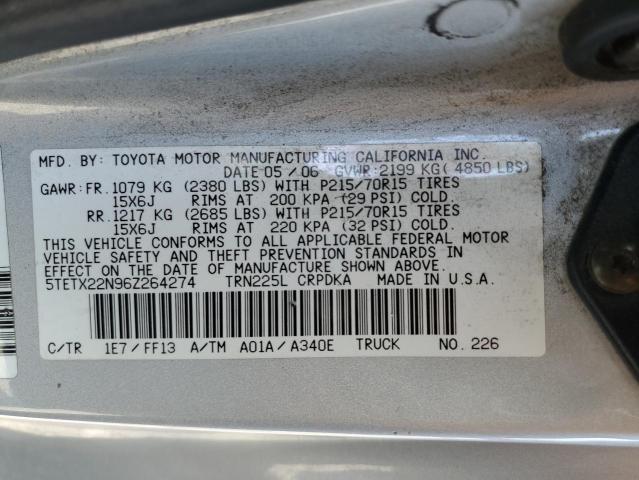 MFD. BY: TOYOTA MOTOR MANUFACTURING CALIFORNIA INC.
DATE 05 / 06 GVWR: 2199 KG( 4850 LBS)
GAWR: FR. 1079 KG (2380 LBS) WITH P215/70R15 TIRES
15X6J RIMS AT 200 KPA (29 PSI) COLD.
RR. 1217 KG (2685 LBS) WITH P215/70R15 TIRES
15X6J RIMS AT 220 KPA (32 PSI) COLD.
THIS VEHICLE CONFORMS TO ALL APPLICABLE FEDERAL MOTOR
VEHICLE SAFETY AND THEFT PREVENTION STANDARDS IN
EFFECT ON THE DATE OF MANUFACTURE SHOWN ABOVE.
5TETX22N96Z264274 TRN225L CRPDKA MADE IN U.S.A.
C/TR 1E7 / FF13 A/TM A01A / A340E TRUCK NO. 226